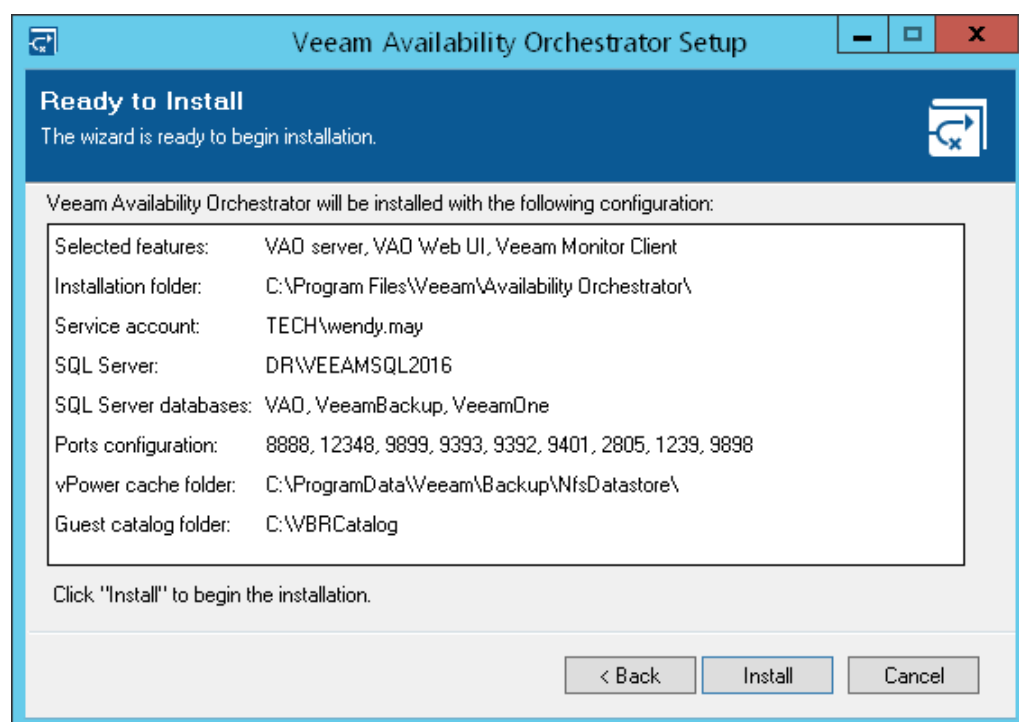 Veeam Availability Orchestrator Setup
Ready to Install
The wizard is ready to begin installation.
Veeam Availability Orchestrator will be installed with the following configuration:
Selected features: VAO server, VAO Web UI, Veeam Monitor Client
Installation folder: C:\Program Files\Veeam\Availability Orchestrator\
Service account: TECH\wendy.may
SQL Server: DR\VEEAMSQL2016
SQL Server databases: VAO, VeeamBackup, VeeamOne
Ports configuration: 8888, 12348, 9899, 9393, 9392, 9401, 2805, 1239, 9898
vPower cache folder: C:\ProgramData\Veeam\Backup\NfsDatastore\
Guest catalog folder: C:\VBRCatalog
Click "Install" to begin the installation.
< Back Install Cancel